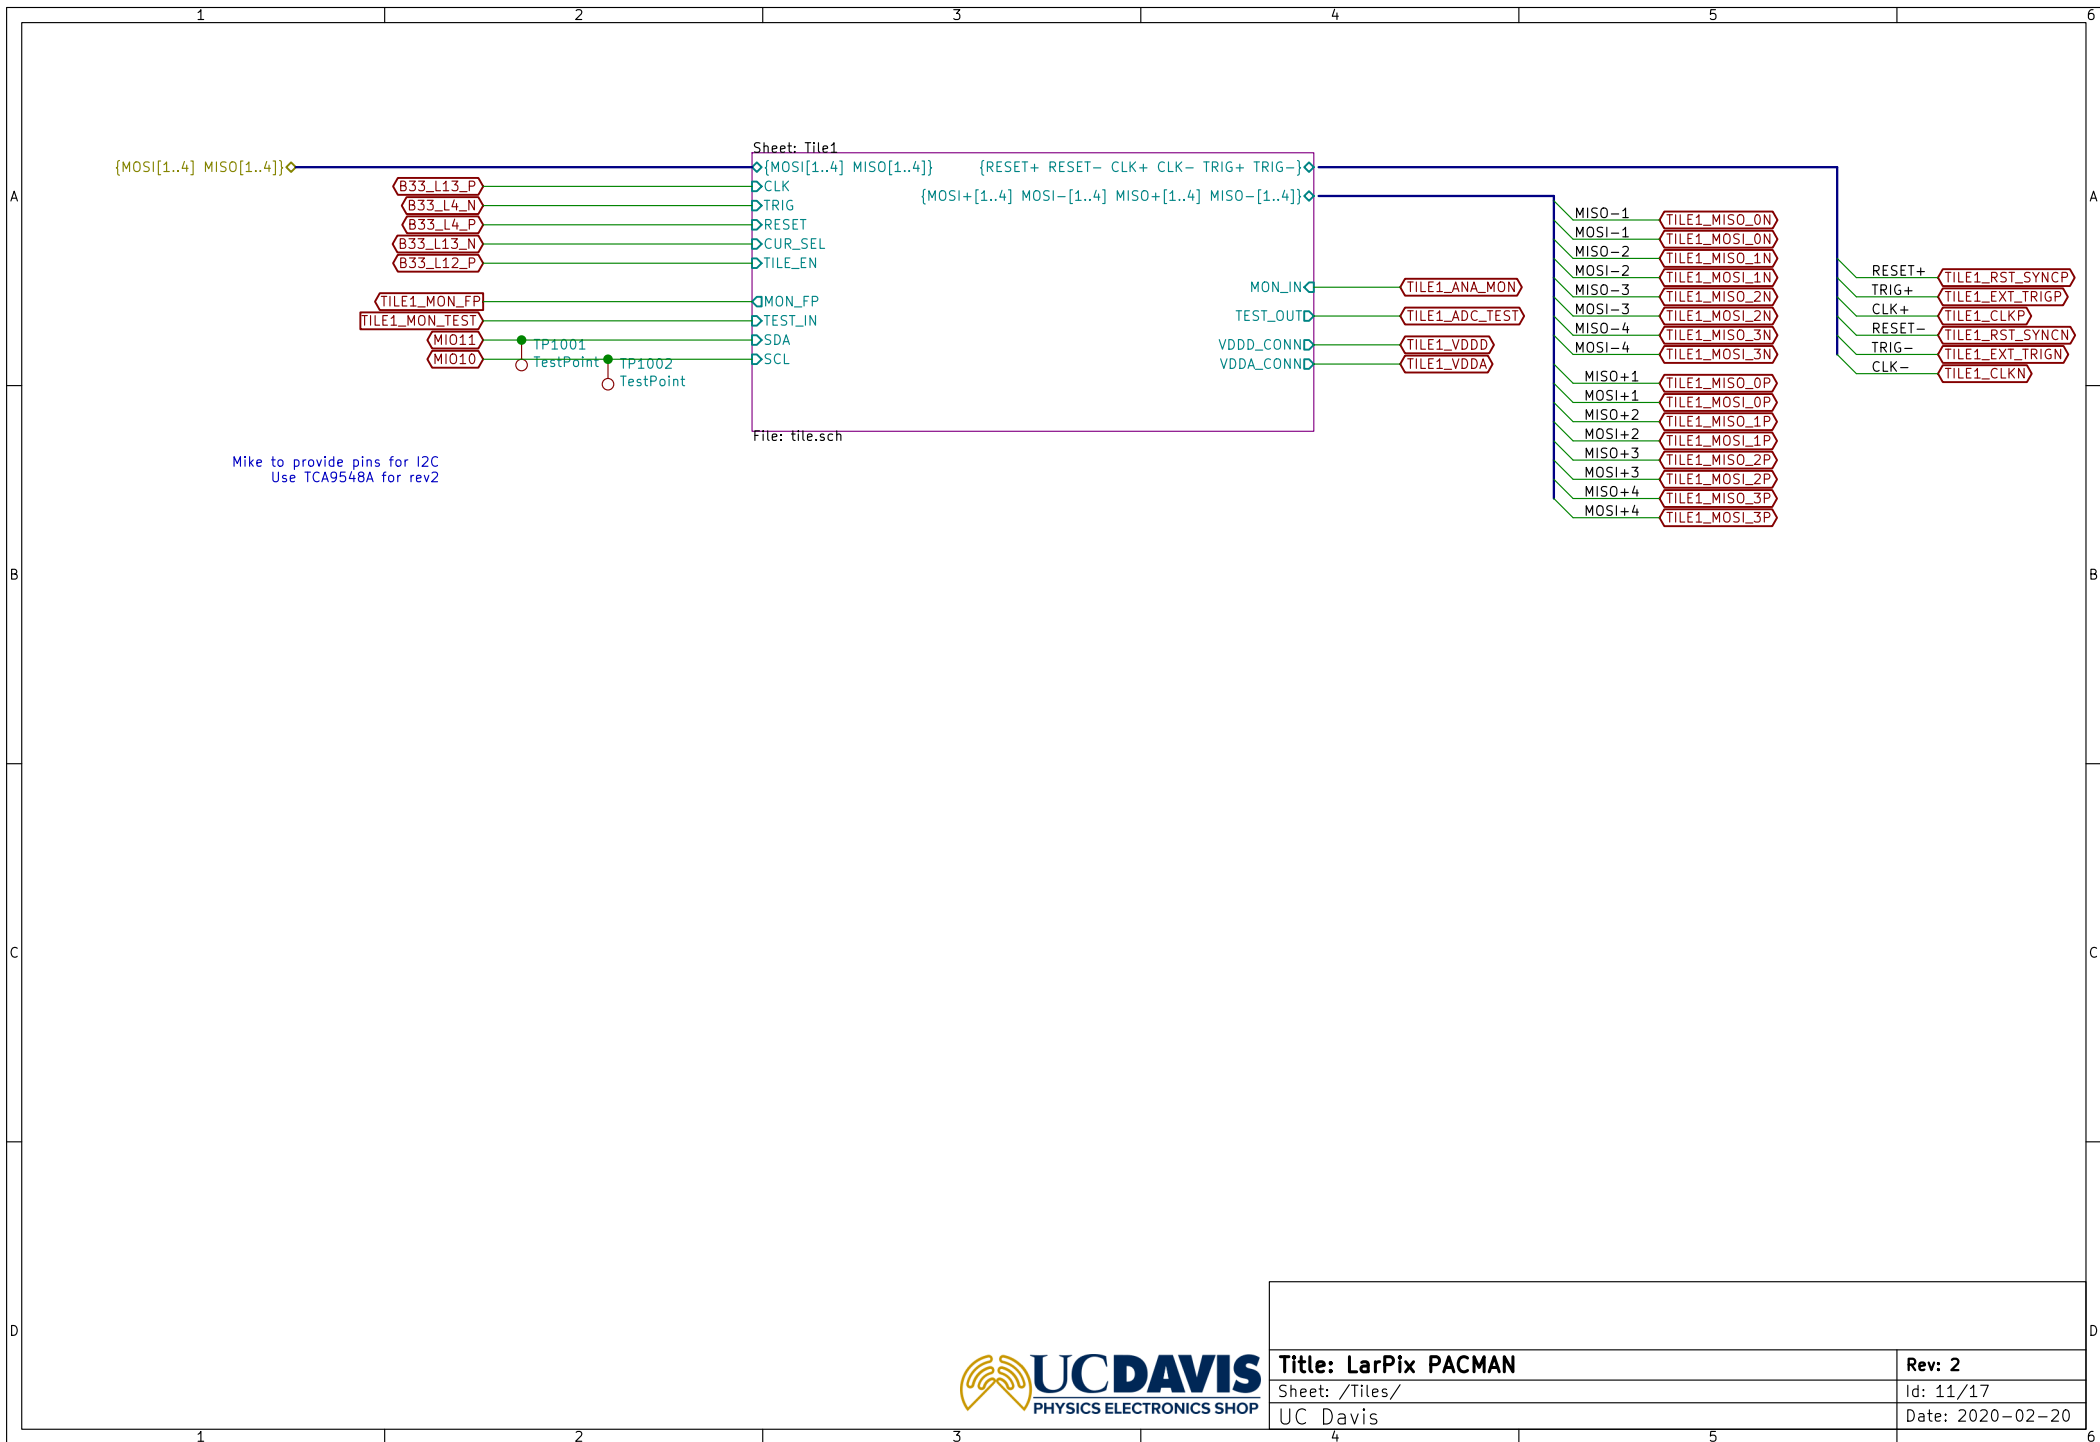 1 2 3 4 5 6
A A
B B
C C
D D
{MOSI[1..4] MISO[1..4]}
B33_L13_P
B33_L4_N
B33_L4_P
B33_L13_N
B33_L12_P
TILE1_MON_FP
TILE1_MON_TEST
MIO11
MIO10
TP1001
TestPoint
TP1002
TestPoint
Mike to provide pins for I2C
Use TCA9548A for rev2
Sheet: Tile1
{MOSI[1..4] MISO[1..4]}
CLK
TRIG
RESET
CUR_SEL
TILE_EN
MON_FP
TEST_IN
SDA
SCL
{RESET+ RESET- CLK+ CLK- TRIG+ TRIG-}
{MOSI+[1..4] MOSI-[1..4] MISO+[1..4] MISO-[1..4]}
MON_IN
TEST_OUT
VDDD_CONN
VDDA_CONN
File: tile.sch
TILE1_ANA_MON
TILE1_ADC_TEST
TILE1_VDDD
TILE1_VDDA
MISO-1 TILE1_MISO_0N
MOSI-1 TILE1_MOSI_0N
MISO-2 TILE1_MISO_1N
MOSI-2 TILE1_MOSI_1N
MISO-3 TILE1_MISO_2N
MOSI-3 TILE1_MOSI_2N
MISO-4 TILE1_MISO_3N
MOSI-4 TILE1_MOSI_3N
MISO+1 TILE1_MISO_0P
MOSI+1 TILE1_MOSI_0P
MISO+2 TILE1_MISO_1P
MOSI+2 TILE1_MOSI_1P
MISO+3 TILE1_MISO_2P
MOSI+3 TILE1_MOSI_2P
MISO+4 TILE1_MISO_3P
MOSI+4 TILE1_MOSI_3P
RESET+ TILE1_RST_SYNCP
TRIG+ TILE1_EXT_TRIGP
CLK+ TILE1_CLKP
RESET- TILE1_RST_SYNCN
TRIG- TILE1_EXT_TRIGN
CLK- TILE1_CLKN
UCDAVIS
PHYSICS ELECTRONICS SHOP
Title: LarPix PACMAN
Rev: 2
Sheet: /Tiles/
Id: 11/17
UC Davis
Date: 2020-02-20
1 2 3 4 5 6